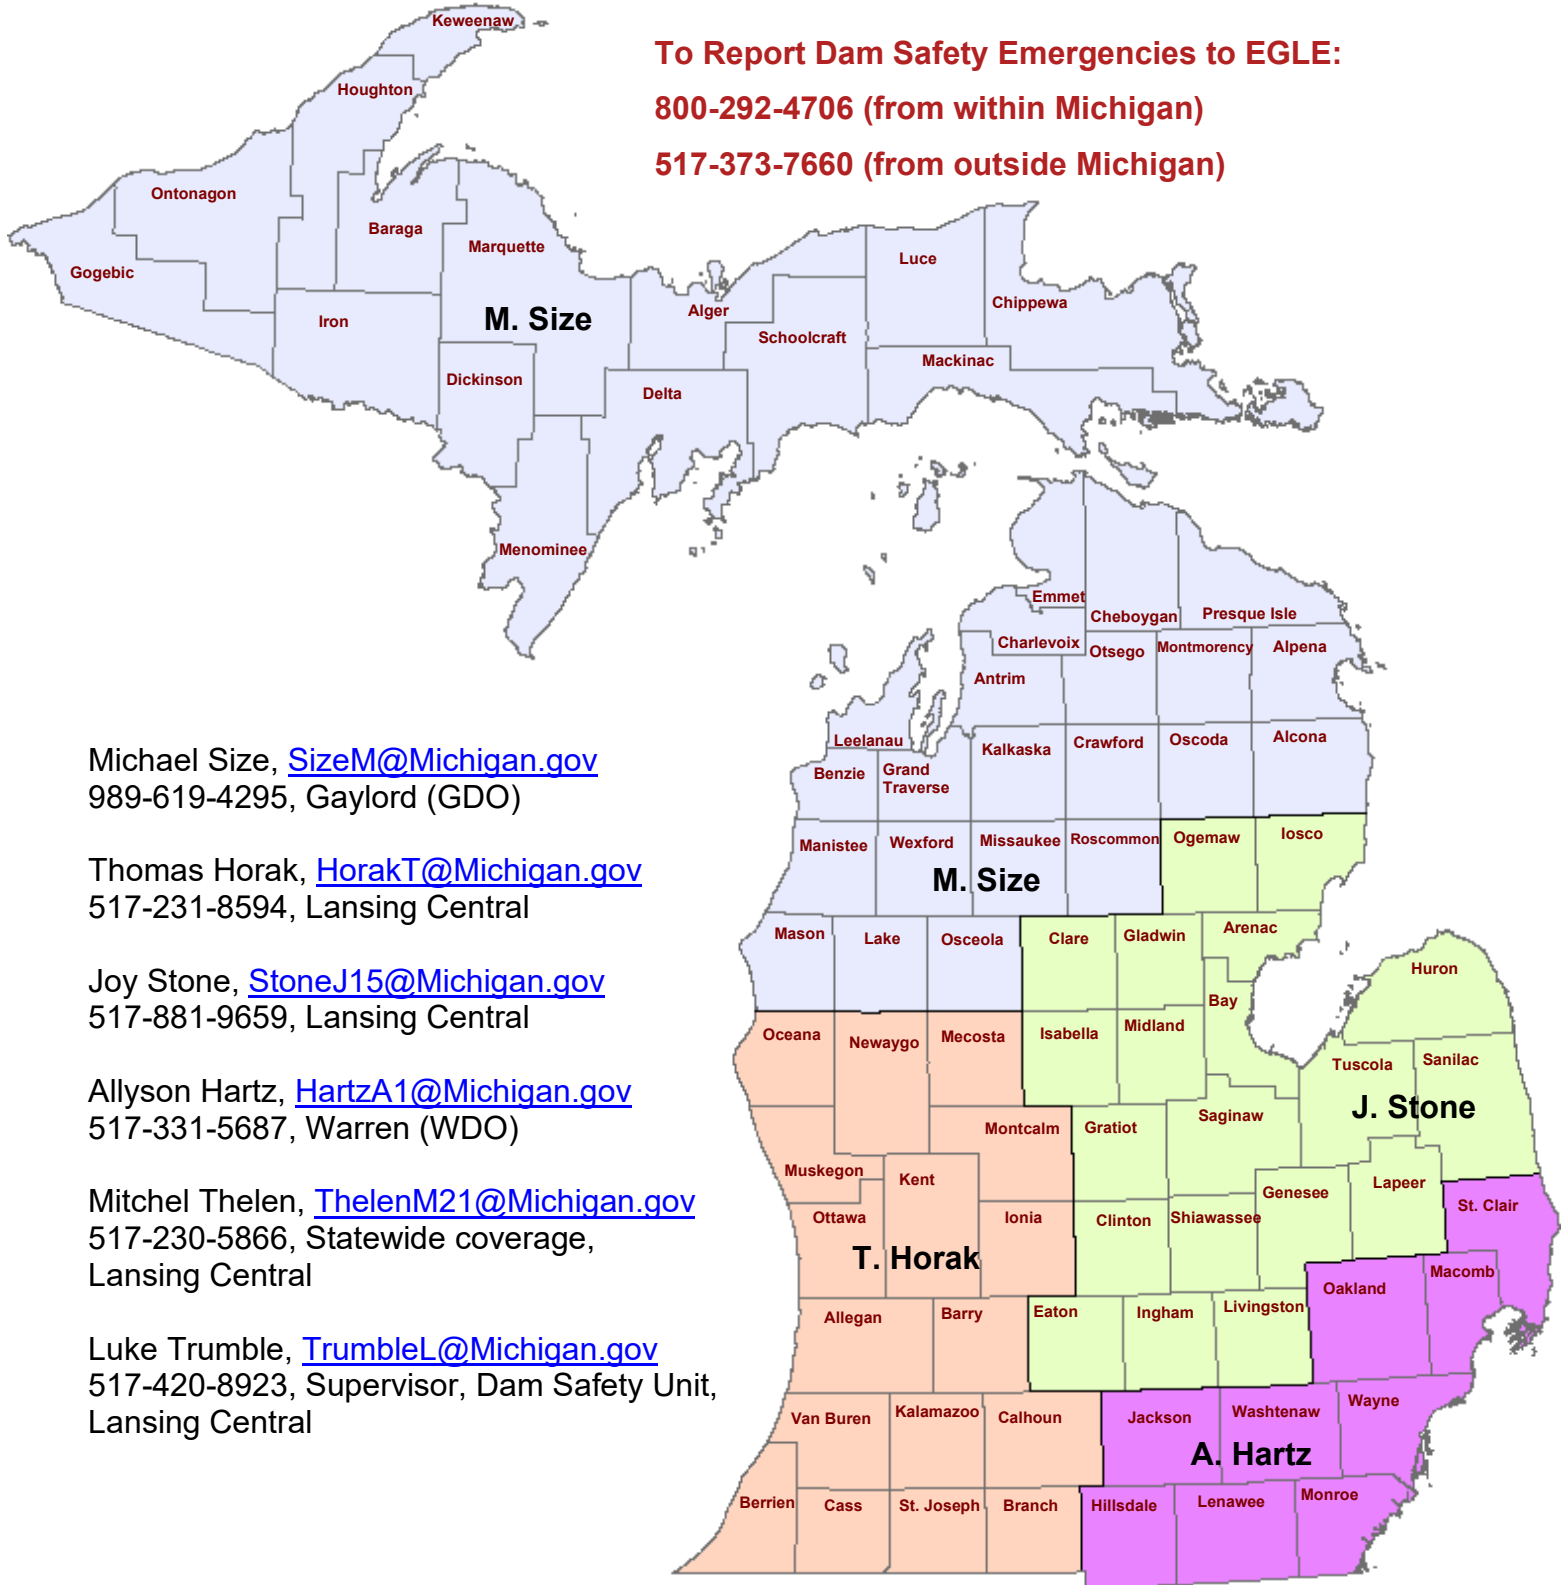 To Report Dam Safety Emergencies to EGLE:
800-292-4706 (from within Michigan)
517-373-7660 (from outside Michigan)
Keweenaw
Houghton
Ontonagon
Baraga
Marquette
Gogebic
Iron
M. Size
Alger
Luce
Chippewa
Schoolcraft
Mackinac
Dickinson
Delta
Menominee
Emmet
Cheboygan
Presque Isle
Charlevoix
Otsego
Montmorency
Alpena
Antrim
Leelanau
Kalkaska
Crawford
Oscoda
Alcona
Benzie
Grand
Traverse
Manistee
Wexford
Missaukee
Roscommon
Ogemaw
Iosco
M. Size
Mason
Lake
Osceola
Clare
Gladwin
Arenac
Huron
Bay
Oceana
Newaygo
Mecosta
Isabella
Midland
Tuscola
Sanilac
J. Stone
Montcalm
Gratiot
Saginaw
Muskegon
Kent
Genesee
Lapeer
Ottawa
Ionia
Clinton
Shiawassee
St. Clair
T. Horak
Oakland
Macomb
Allegan
Barry
Eaton
Ingham
Livingston
Van Buren
Kalamazoo
Calhoun
Jackson
Washtenaw
Wayne
A. Hartz
Berrien
Cass
St. Joseph
Branch
Hillsdale
Lenawee
Monroe
Michael Size, SizeM@Michigan.gov
989-619-4295, Gaylord (GDO)
Thomas Horak, HorakT@Michigan.gov
517-231-8594, Lansing Central
Joy Stone, StoneJ15@Michigan.gov
517-881-9659, Lansing Central
Allyson Hartz, HartzA1@Michigan.gov
517-331-5687, Warren (WDO)
Mitchel Thelen, ThelenM21@Michigan.gov
517-230-5866, Statewide coverage,
Lansing Central
Luke Trumble, TrumbleL@Michigan.gov
517-420-8923, Supervisor, Dam Safety Unit,
Lansing Central